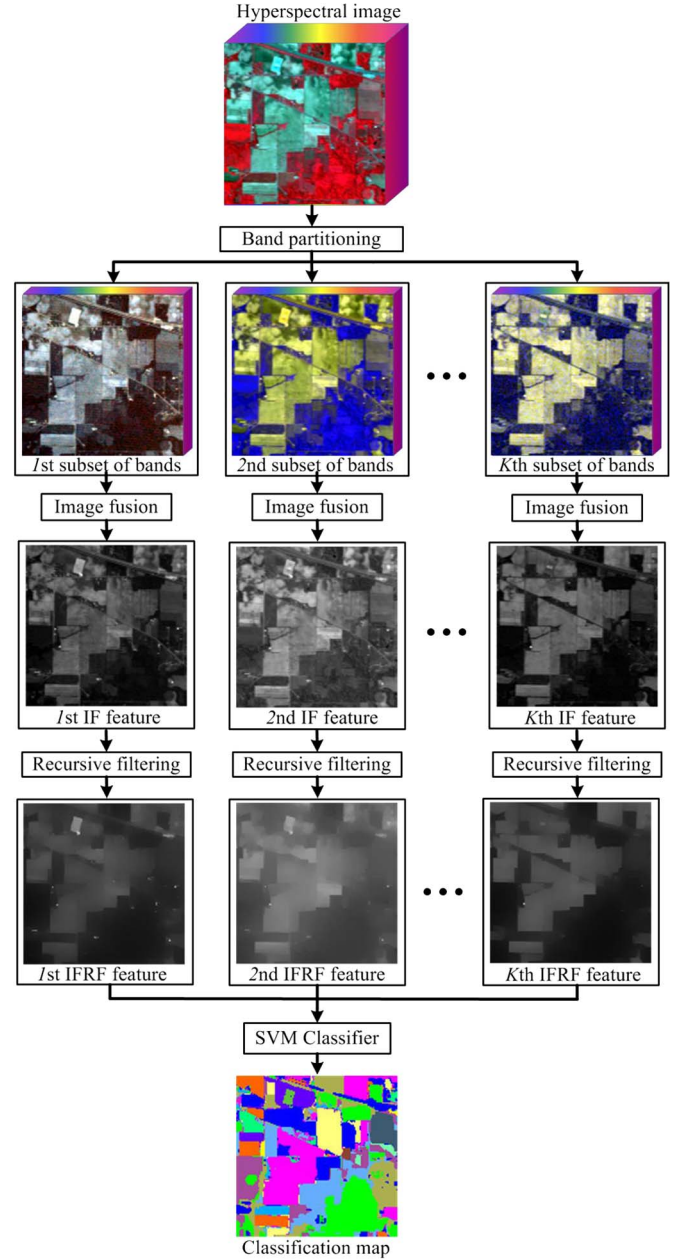 Hyperspectral image
Band partitioning
1st subset of bands
2nd subset of bands
Kth subset of bands
Image fusion
Image fusion
Image fusion
1st IF feature
2nd IF feature
Kth IF feature
Recursive filtering
Recursive filtering
Recursive filtering
1st IFRF feature
2nd IFRF feature
Kth IFRF feature
SVM Classifier
Classification map